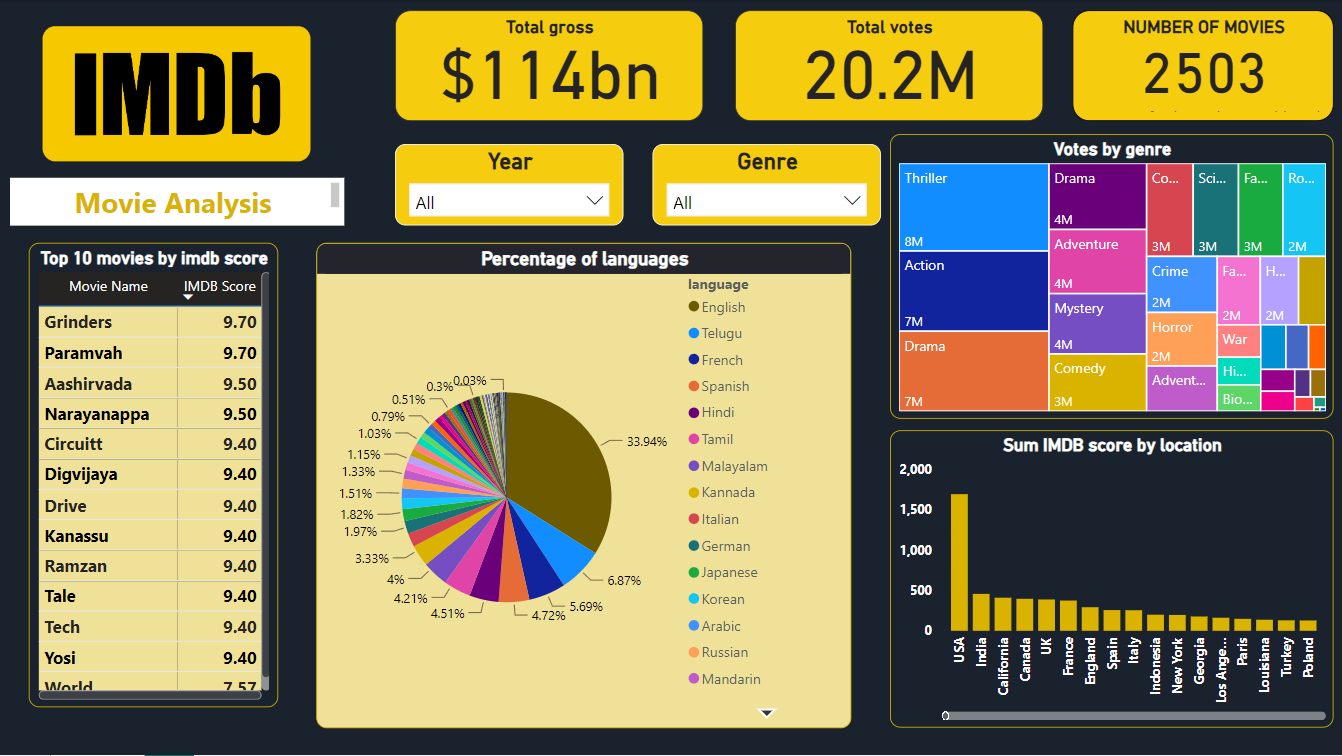 IMDb
Movie Analysis
Total gross
$114bn
Total votes
20.2M
NUMBER OF MOVIES
2503
Year
All
Genre
All
Top 10 movies by imdb score
Movie Name IMDB Score
Grinders 9.70
Paramvah 9.70
Aashirvada 9.50
Narayanappa 9.50
Circuitt 9.40
Digvijaya 9.40
Drive 9.40
Kanassu 9.40
Ramzan 9.40
Tale 9.40
Tech 9.40
Yosi 9.40
World 7.57
Percentage of languages
33.94%
6.87%
5.69%
4.72%
4.51%
4.21%
4%
3.33%
1.97%
1.82%
1.51%
1.33%
1.15%
1.03%
0.79%
0.51%
0.3%
0.03%
language
English
Telugu
French
Spanish
Hindi
Tamil
Malayalam
Kannada
Italian
German
Japanese
Korean
Arabic
Russian
Mandarin
Votes by genre
Thriller
8M
Action
7M
Drama
7M
Drama
4M
Adventure
4M
Mystery
4M
Comedy
3M
Co...
3M
Sci...
3M
Fa...
3M
Ro...
2M
Crime
2M
Horror
2M
Advent...
Fa...
2M
H...
2M
War
Hi...
Bio...
Sum IMDB score by location
2,000
1,500
1,000
500
0
USA
India
California
Canada
UK
France
England
Spain
Italy
Indonesia
New York
Georgia
Los Ange...
Paris
Louisiana
Turkey
Poland